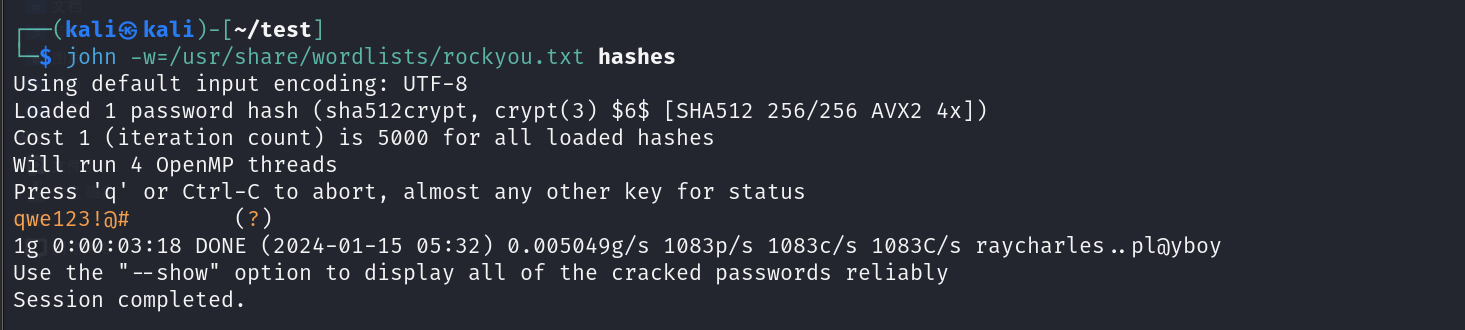 ┌──(kali㉿kali)-[~/test]
└─$ john -w=/usr/share/wordlists/rockyou.txt hashes
Using default input encoding: UTF-8
Loaded 1 password hash (sha512crypt, crypt(3) $6$ [SHA512 256/256 AVX2 4x])
Cost 1 (iteration count) is 5000 for all loaded hashes
Will run 4 OpenMP threads
Press 'q' or Ctrl-C to abort, almost any other key for status
qwe123!@#        (?)
1g 0:00:03:18 DONE (2024-01-15 05:32) 0.005049g/s 1083p/s 1083c/s 1083C/s raycharles..pl@yboy
Use the "--show" option to display all of the cracked passwords reliably
Session completed.